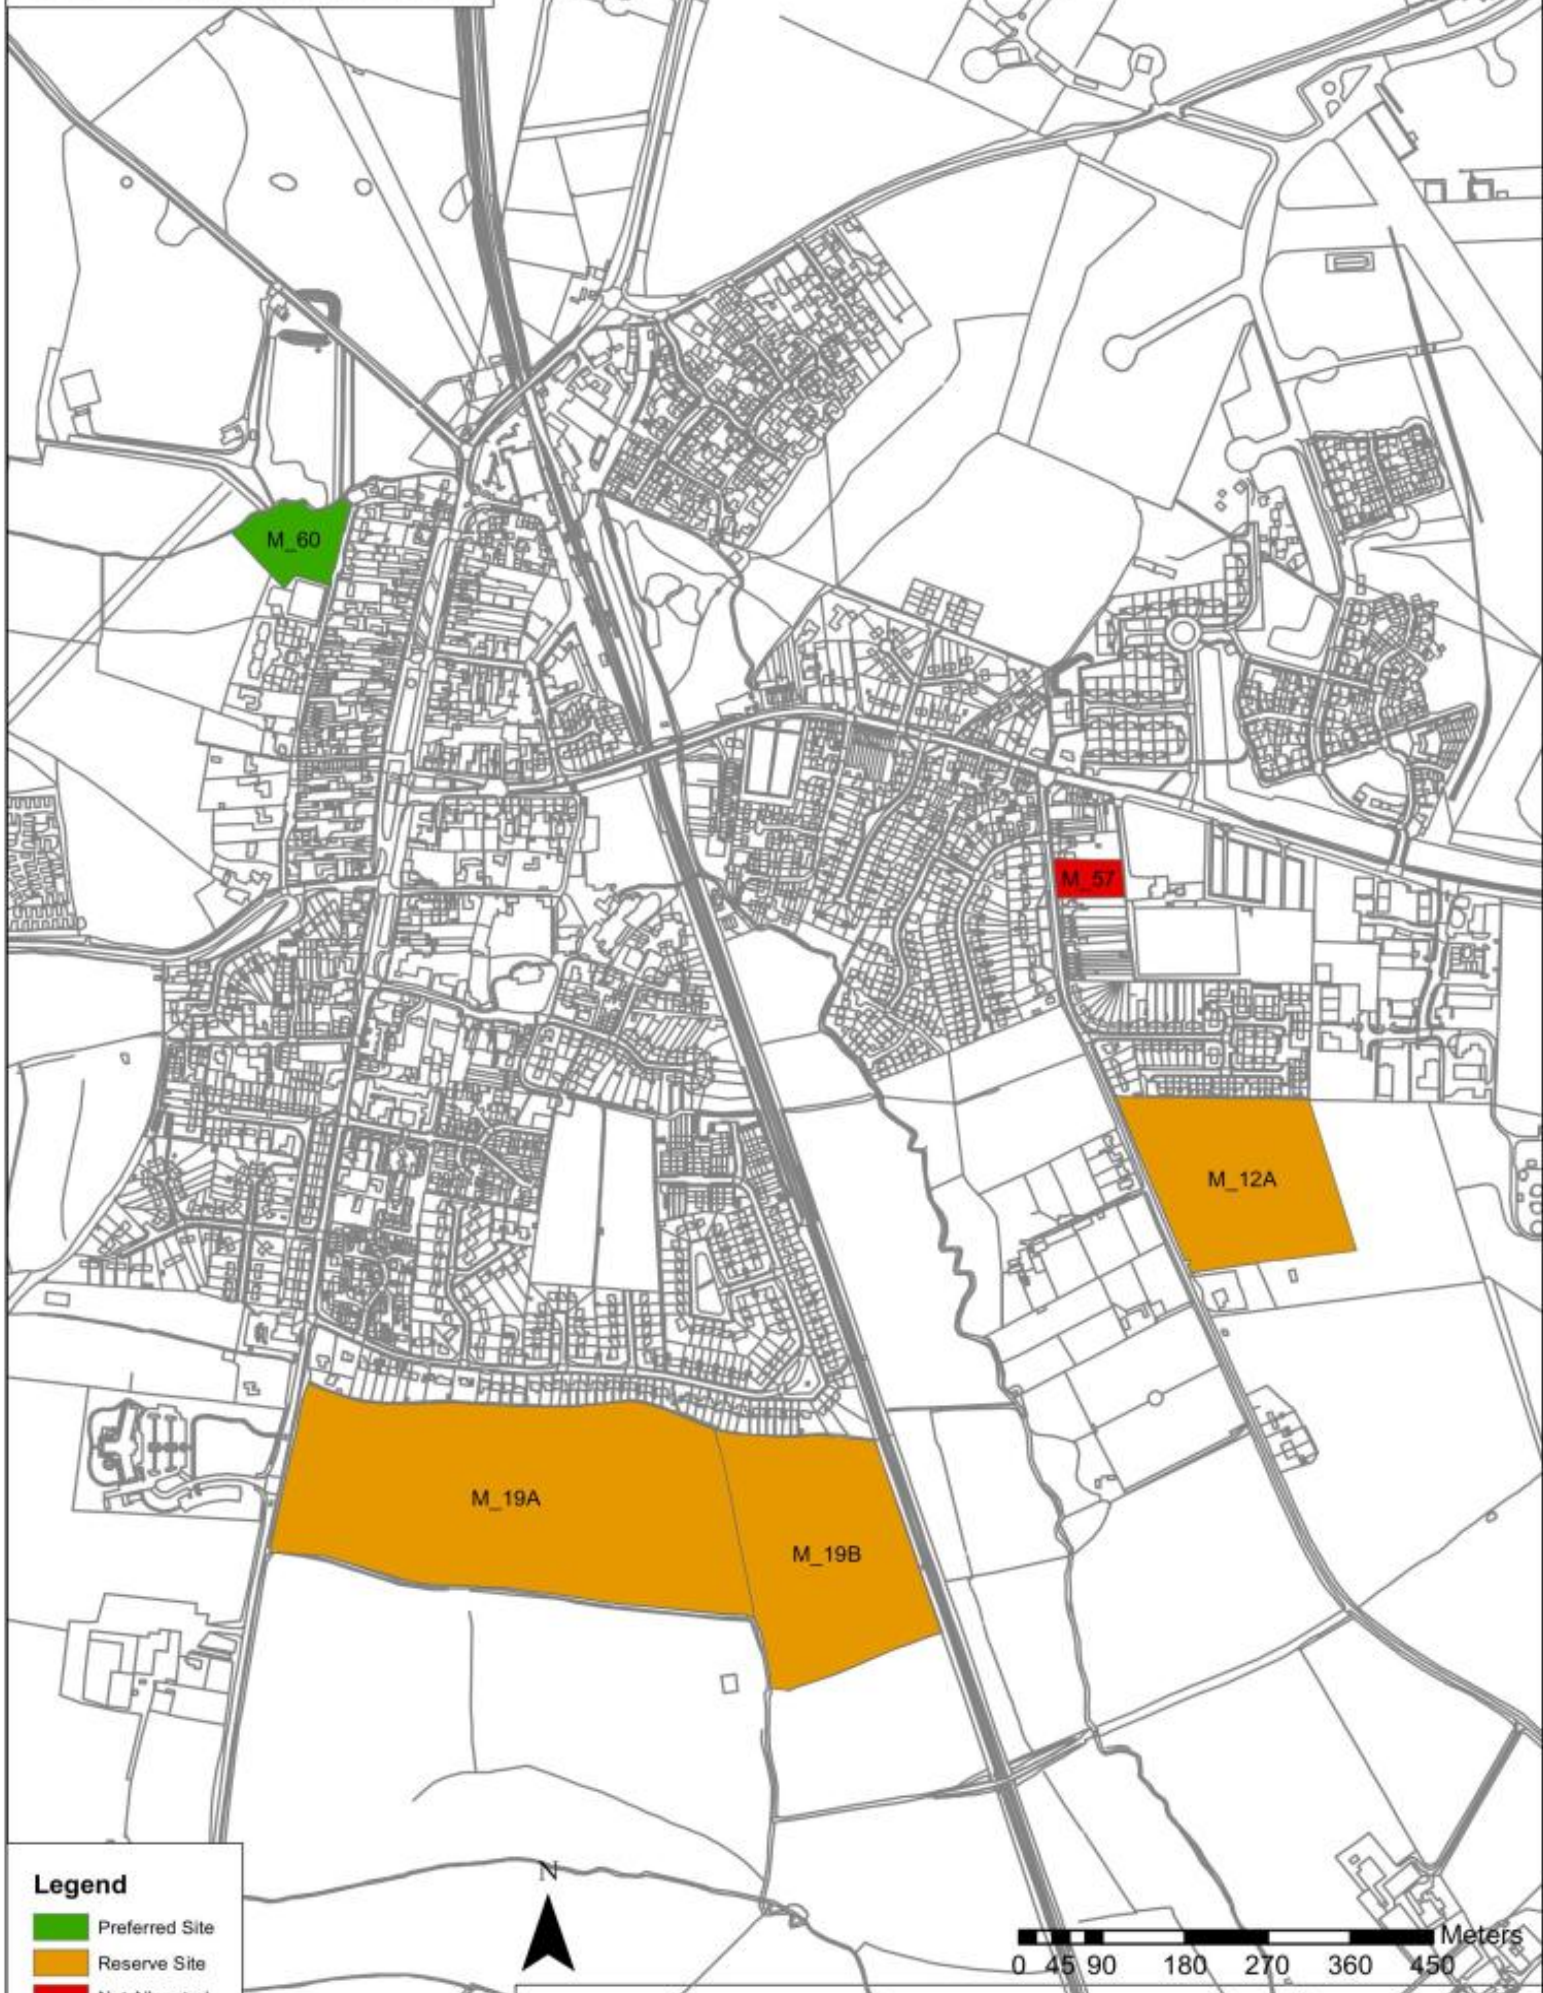 M_60
M_57
M_12A
M_19A
M_19B
Legend
Preferred Site
Reserve Site
N
Meters
0 45 90 180 270 360 450